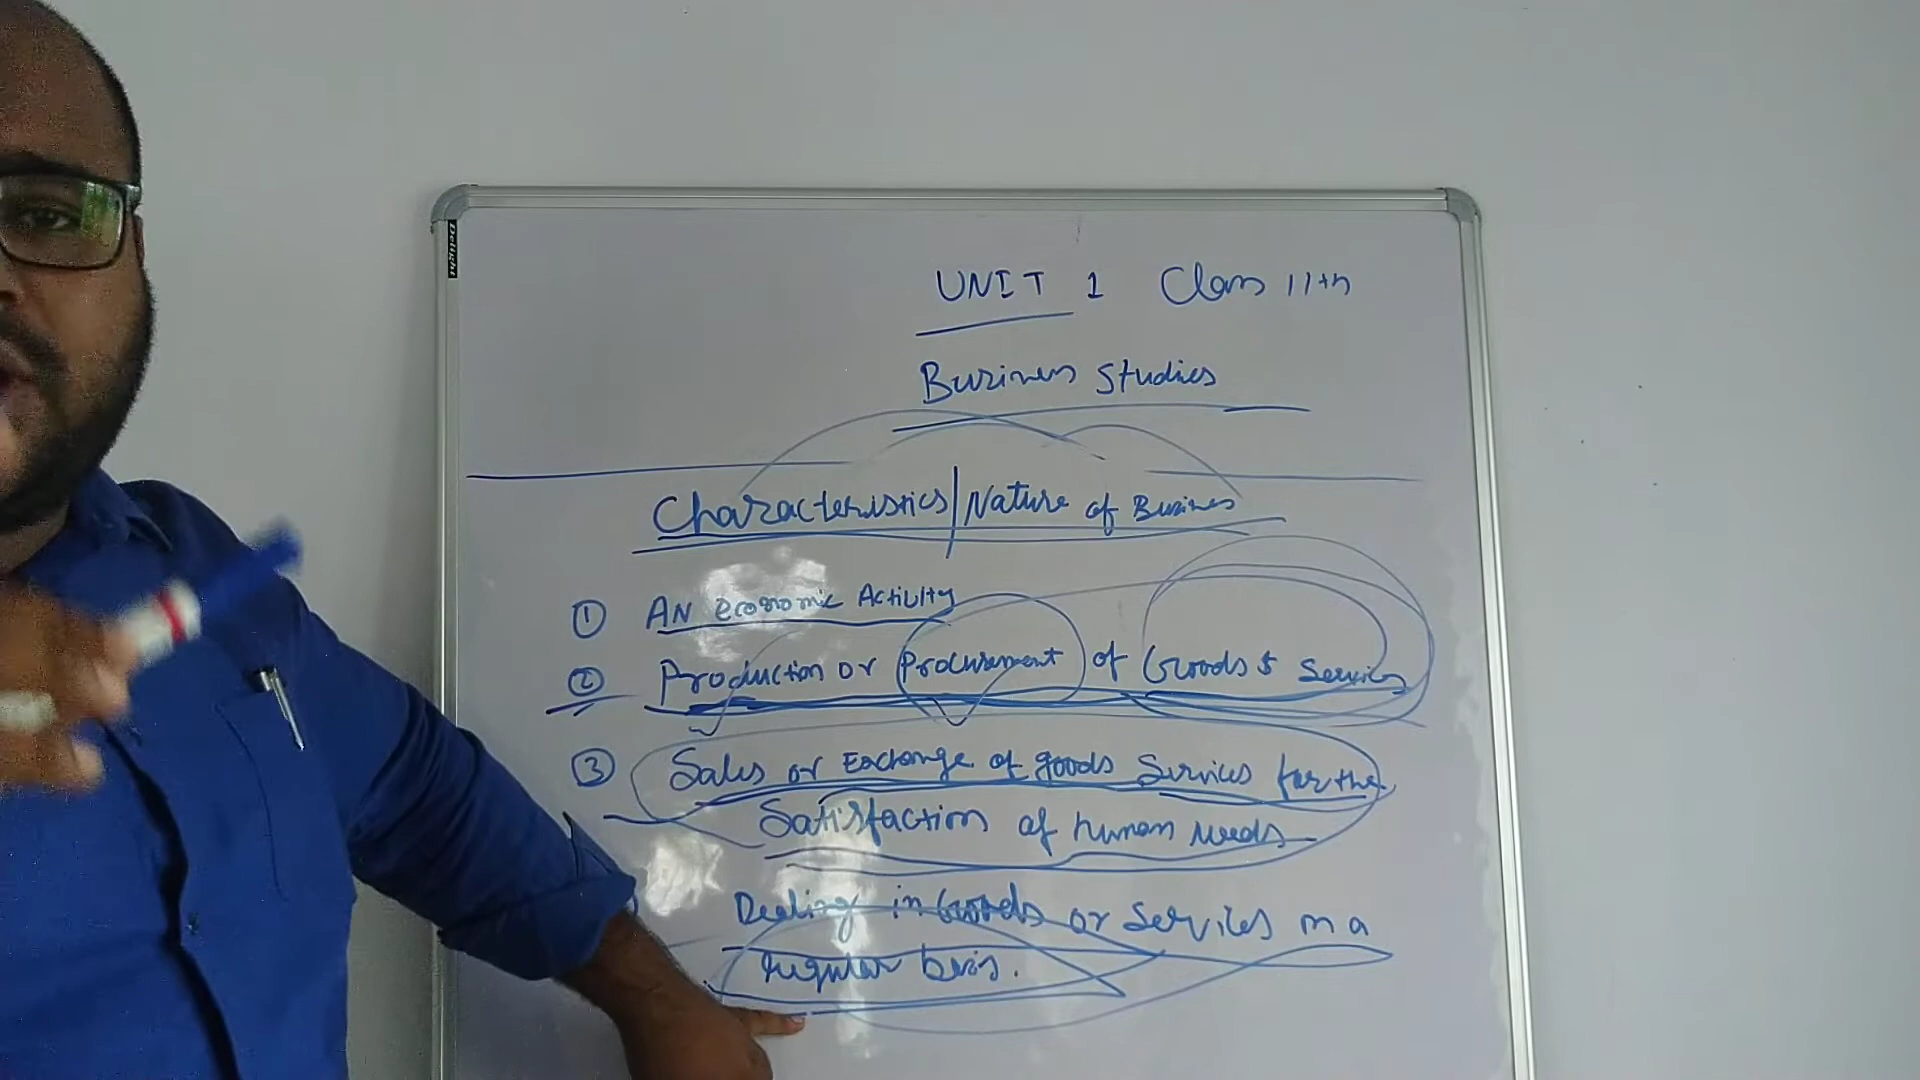 Delight
UNIT 1 Class 11th
Business Studies
Characteristics/Nature of Business
① AN economic Activity
② Production or Procurement of Goods & Services
③ Sales or Exchange of goods Services for the
Satisfaction of human needs
Dealing in Goods or Services on a
regular basis.